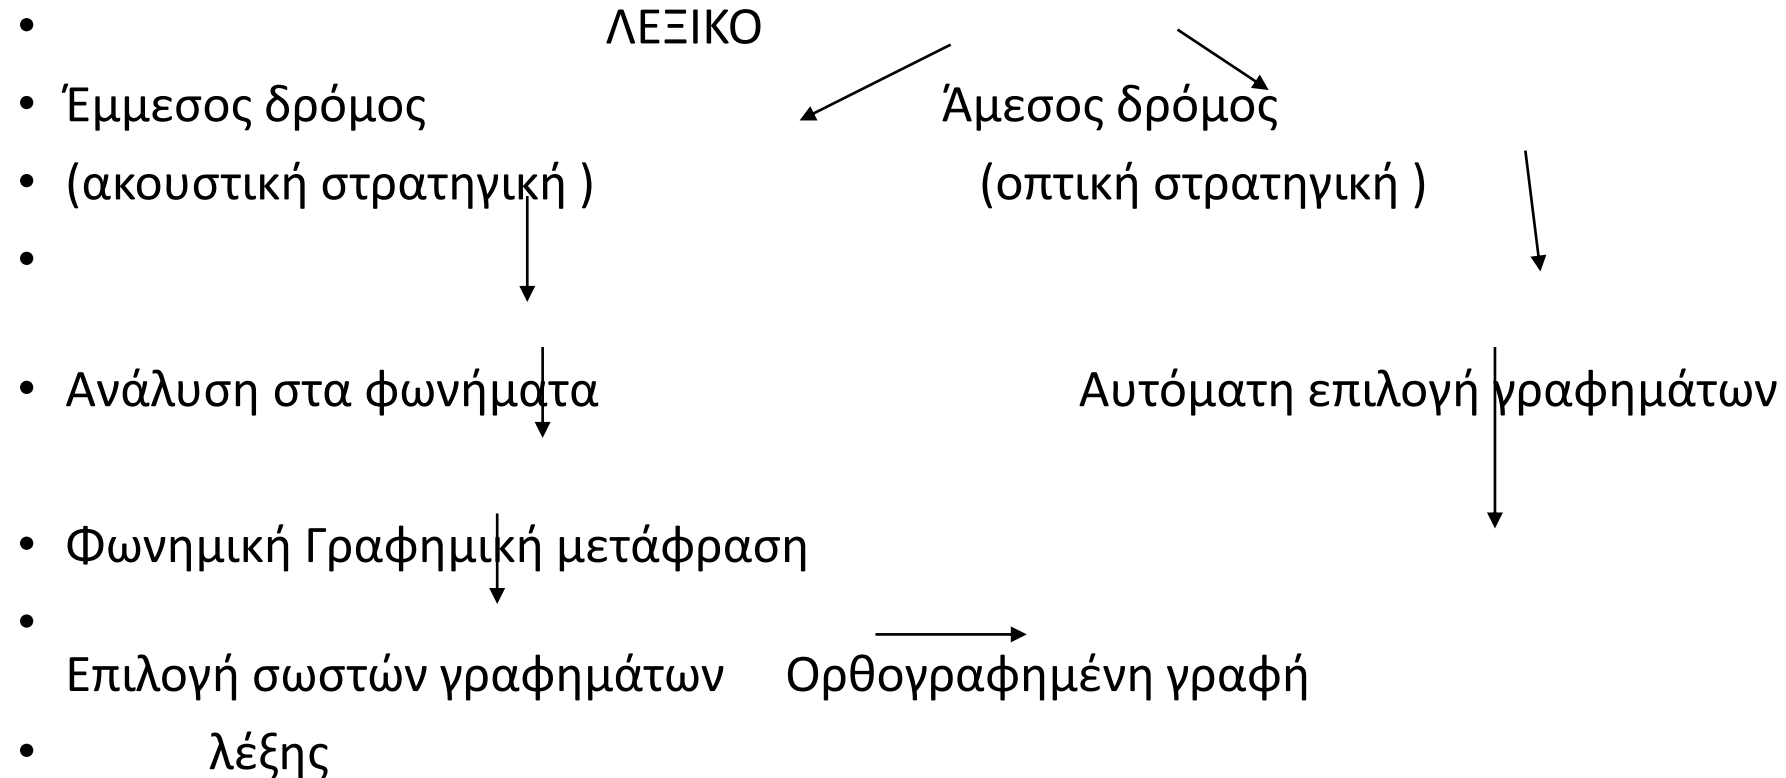 • ΛΕΞΙΚΟ
• Έμμεσος δρόμος Άμεσος δρόμος
• (ακουστική στρατηγική ) (οπτική στρατηγική )
•
• Ανάλυση στα φωνήματα Αυτόματη επιλογή γραφημάτων
• Φωνημική Γραφημική μετάφραση
•
Επιλογή σωστών γραφημάτων Ορθογραφημένη γραφή
• λέξης